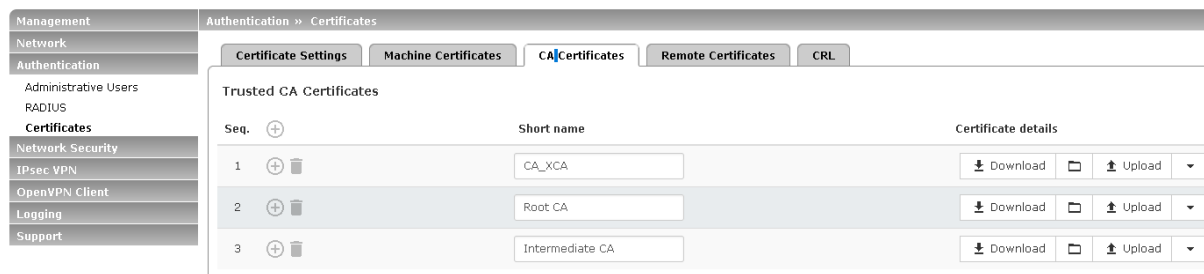 Management
Network
Authentication
Administrative Users
RADIUS
Certificates
Network Security
IPsec VPN
OpenVPN Client
Logging
Support
Authentication » Certificates
Certificate Settings Machine Certificates CA Certificates Remote Certificates CRL
Trusted CA Certificates
Seq. Short name Certificate details
1 CA_XCA Download Upload
2 Root CA Download Upload
3 Intermediate CA Download Upload